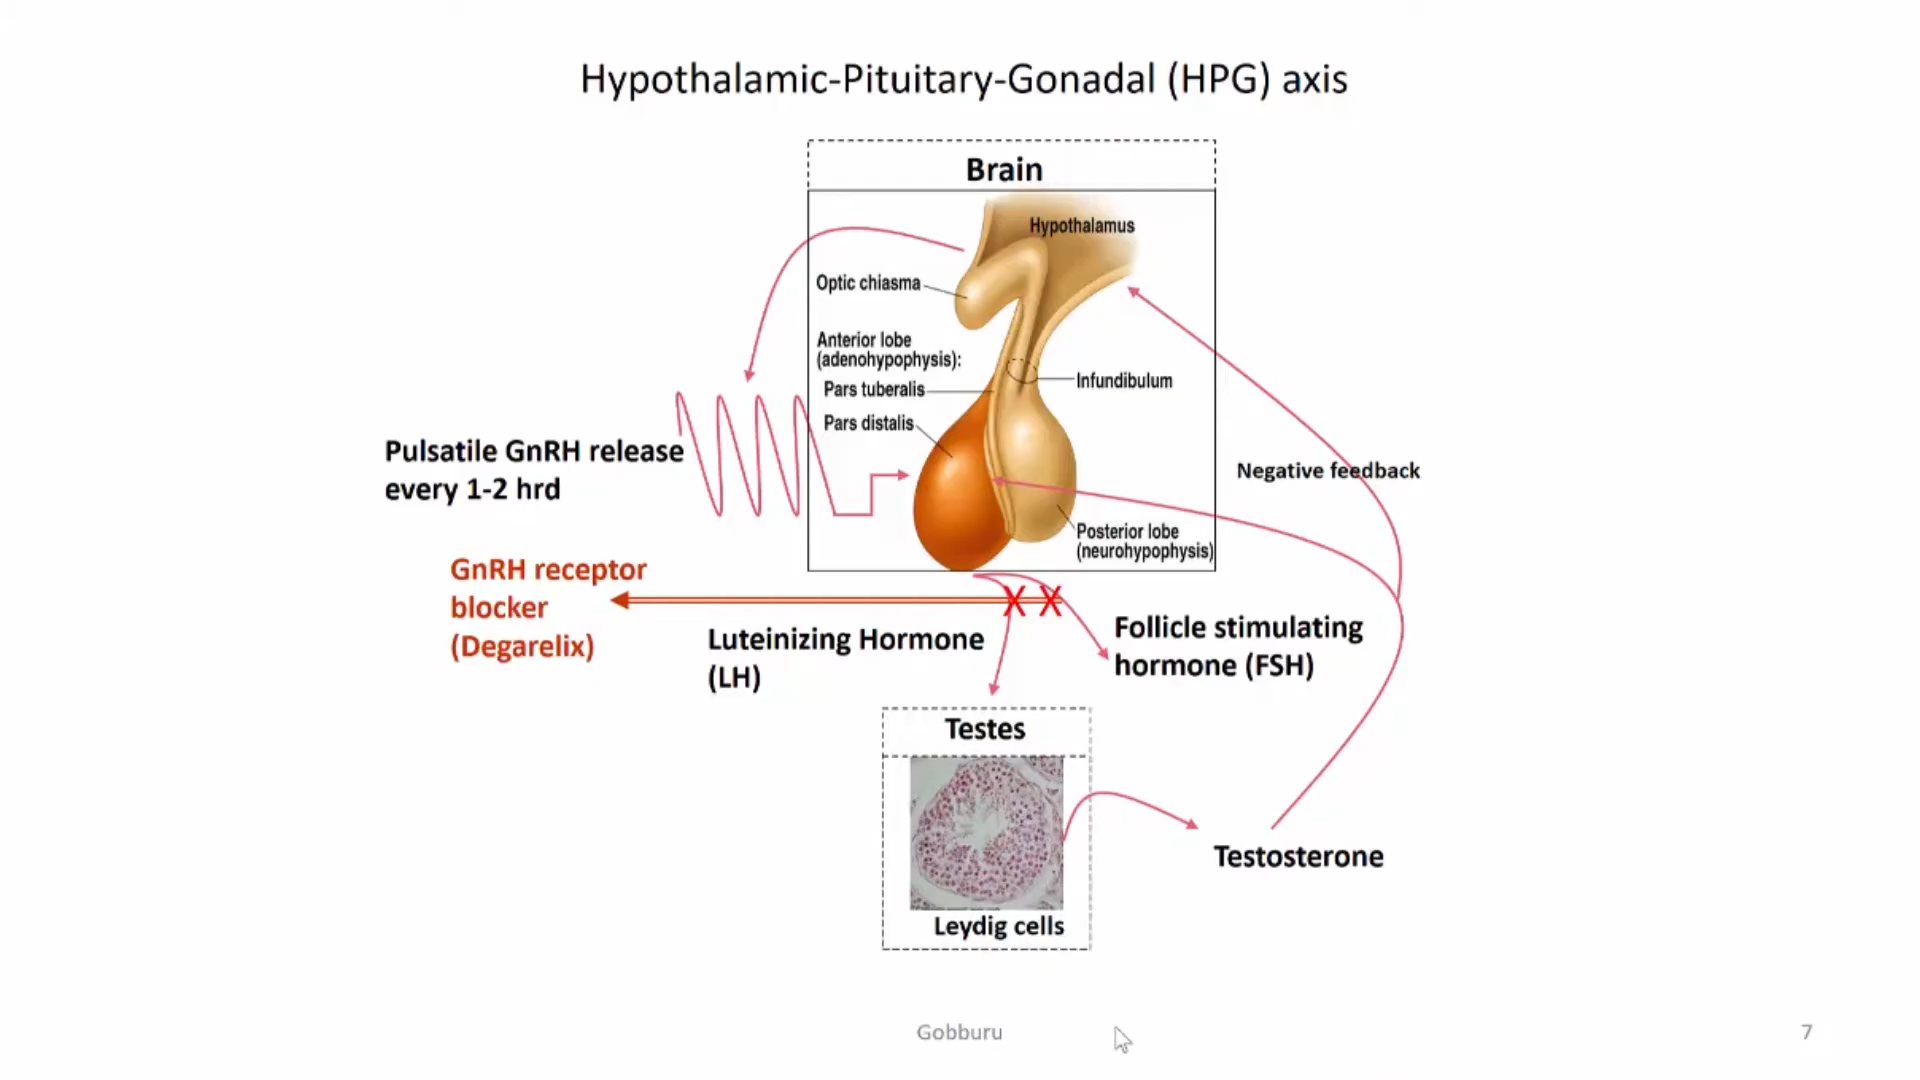 Hypothalamic-Pituitary-Gonadal (HPG) axis
Brain
Hypothalamus
Optic chiasma
Anterior lobe
(adenohypophysis):
Pars tuberalis
Infundibulum
Pars distalis
Posterior lobe
(neurohypophysis)
Pulsatile GnRH release
every 1-2 hrd
Negative feedback
GnRH receptor
blocker
(Degarelix)
X X
Luteinizing Hormone
(LH)
Follicle stimulating
hormone (FSH)
Testes
Leydig cells
Testosterone
Gobburu
7